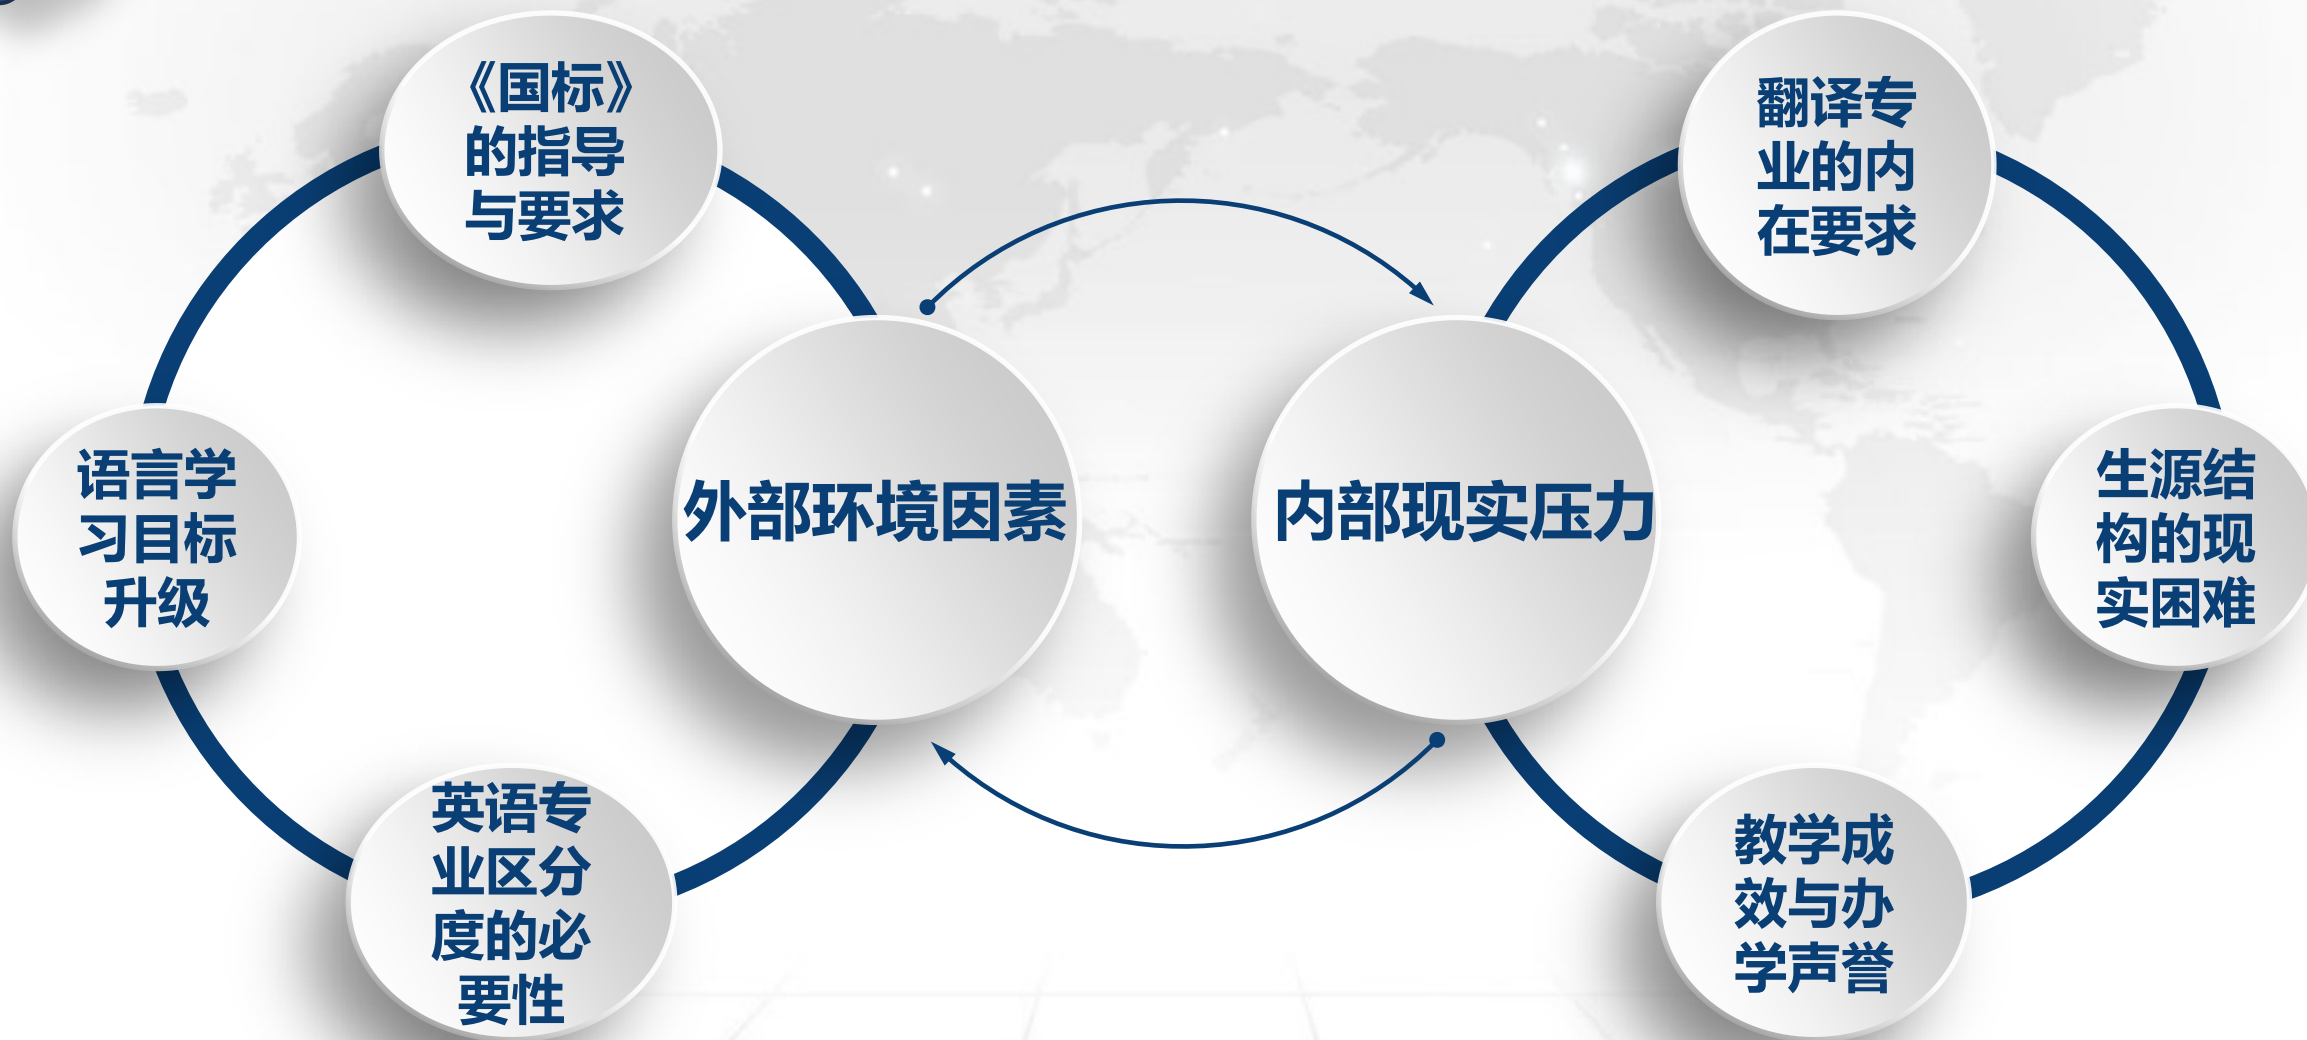 《国标》
的指导
与要求
语言学
习目标
升级
英语专
业区分
度的必
要性
外部环境因素
内部现实压力
翻译专
业的内
在要求
生源结
构的现
实困难
教学成
效与办
学声誉